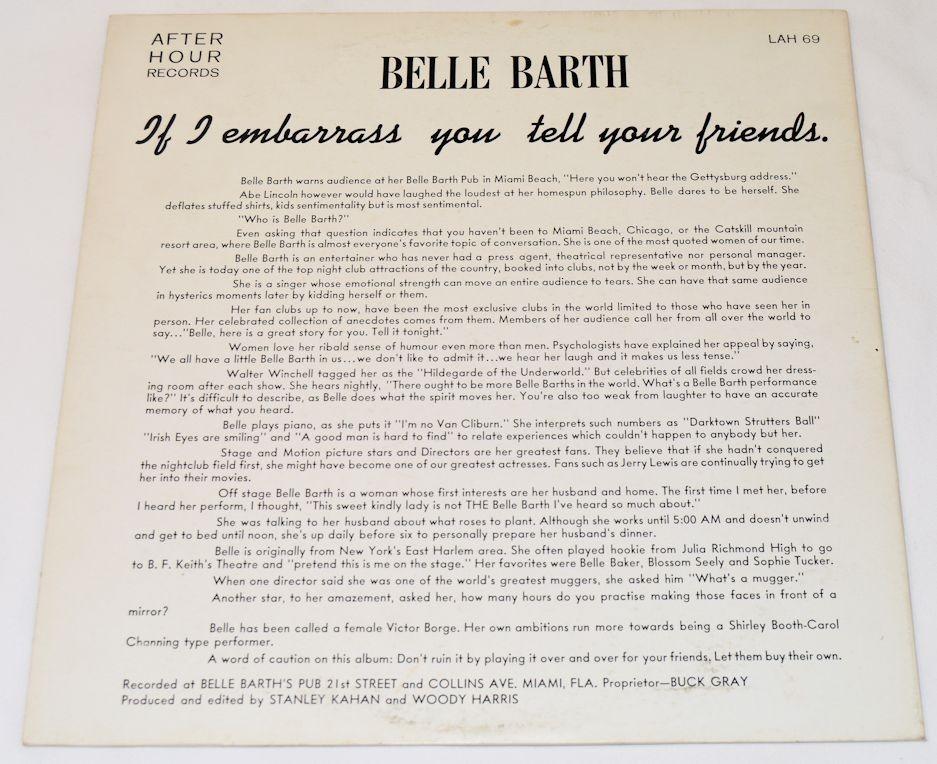 AFTER
HOUR
RECORDS
LAH 69
BELLE BARTH
If I embarrass you tell your friends.
Belle Barth warns audience at her Belle Barth Pub in Miami Beach, "Here you won't hear the Gettysburg address."
Abe Lincoln however would have laughed the loudest at her homespun philosophy. Belle dares to be herself. She
deflates stuffed shirts, kids sentimentality but is most sentimental.
"Who is Belle Barth?"
Even asking that question indicates that you haven't been to Miami Beach, Chicago, or the Catskill mountain
resort area, where Belle Barth is almost everyone's favorite topic of conversation. She is one of the most quoted women of our time.
Belle Barth is an entertainer who has never had a press agent, theatrical representative nor personal manager.
Yet she is today one of the top night club attractions of the country, booked into clubs, not by the week or month, but by the year.
She is a singer whose emotional strength can move an entire audience to tears. She can have that same audience
in hysterics moments later by kidding herself or them.
Her fan clubs up to now, have been the most exclusive clubs in the world limited to those who have seen her in
person. Her celebrated collection of anecdotes comes from them. Members of her audience call her from all over the world to
say..."Belle, here is a great story for you. Tell it tonight."
Women love her ribald sense of humour even more than men. Psychologists have explained her appeal by saying,
"We all have a little Belle Barth in us...we don't like to admit it...we hear her laugh and it makes us less tense."
Walter Winchell tagged her as the "Hildegarde of the Underworld." But celebrities of all fields crowd her dress-
ing room after each show. She hears nightly, "There ought to be more Belle Barths in the world. What's a Belle Barth performance
like?" It's difficult to describe, as Belle does what the spirit moves her. You're also too weak from laughter to have an accurate
memory of what you heard.
Belle plays piano, as she puts it "I'm no Van Cliburn." She interprets such numbers as "Darktown Strutters Ball"
"Irish Eyes are smiling" and "A good man is hard to find" to relate experiences which couldn't happen to anybody but her.
Stage and Motion picture stars and Directors are her greatest fans. They believe that if she hadn't conquered
the nightclub field first, she might have become one of our greatest actresses. Fans such as Jerry Lewis are continually trying to get
her into their movies.
Off stage Belle Barth is a woman whose first interests are her husband and home. The first time I met her, before
I heard her perform, I thought, "This sweet kindly lady is not THE Belle Barth I've heard so much about."
She was talking to her husband about what roses to plant. Although she works until 5:00 AM and doesn't unwind
and get to bed until noon, she's up daily before six to personally prepare her husband's dinner.
Belle is originally from New York's East Harlem area. She often played hookie from Julia Richmond High to go
to B. F. Keith's Theatre and "pretend this is me on the stage." Her favorites were Belle Baker, Blossom Seely and Sophie Tucker.
When one director said she was one of the world's greatest muggers, she asked him "What's a mugger."
Another star, to her amazement, asked her, how many hours do you practise making those faces in front of a
mirror?
Belle has been called a female Victor Borge. Her own ambitions run more towards being a Shirley Booth-Carol
Channing type performer.
A word of caution on this album: Don't ruin it by playing it over and over for your friends. Let them buy their own.
Recorded at BELLE BARTH'S PUB 21st STREET and COLLINS AVE. MIAMI, FLA. Proprietor—BUCK GRAY
Produced and edited by STANLEY KAHAN and WOODY HARRIS